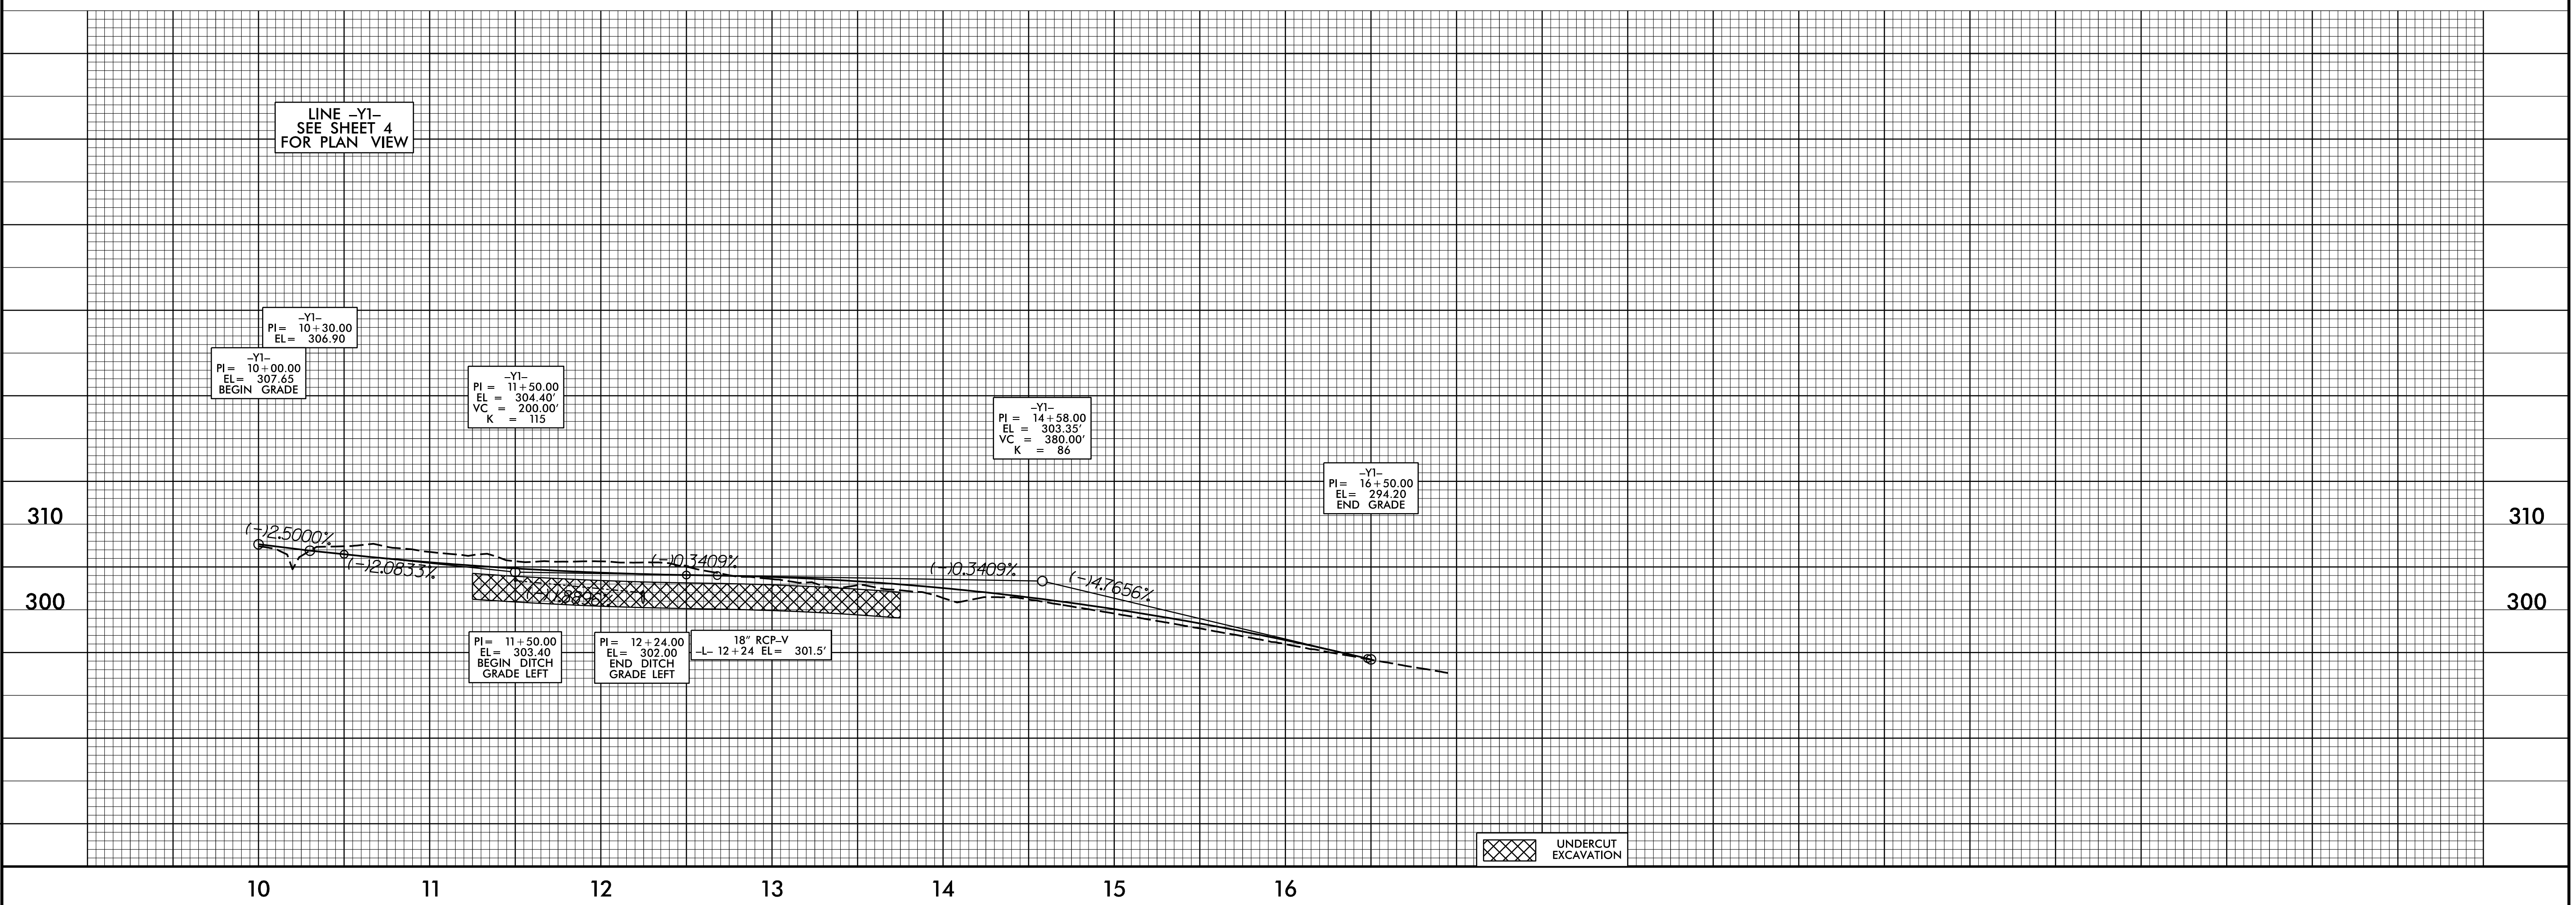 LINE –Y1–
SEE SHEET 4
FOR PLAN VIEW
–Y1–
PI= 10+30.00
EL= 306.90
–Y1–
PI= 10+00.00
EL= 307.65
BEGIN GRADE
–Y1–
PI = 11+50.00
EL = 304.40'
VC = 200.00'
K = 115
–Y1–
PI = 14+58.00
EL = 303.35'
VC = 380.00'
K = 86
–Y1–
PI= 16+50.00
EL= 294.20
END GRADE
310
310
(-)2.5000%
(-)2.0833%
(-)0.3409%
(-)0.3409%
(-)4.7656%
300
300
PI= 11+50.00
EL= 303.40
BEGIN DITCH
GRADE LEFT
PI= 12+24.00
EL= 302.00
END DITCH
GRADE LEFT
18" RCP–V
–L– 12+24 EL= 301.5'
UNDERCUT
EXCAVATION
10 11 12 13 14 15 16